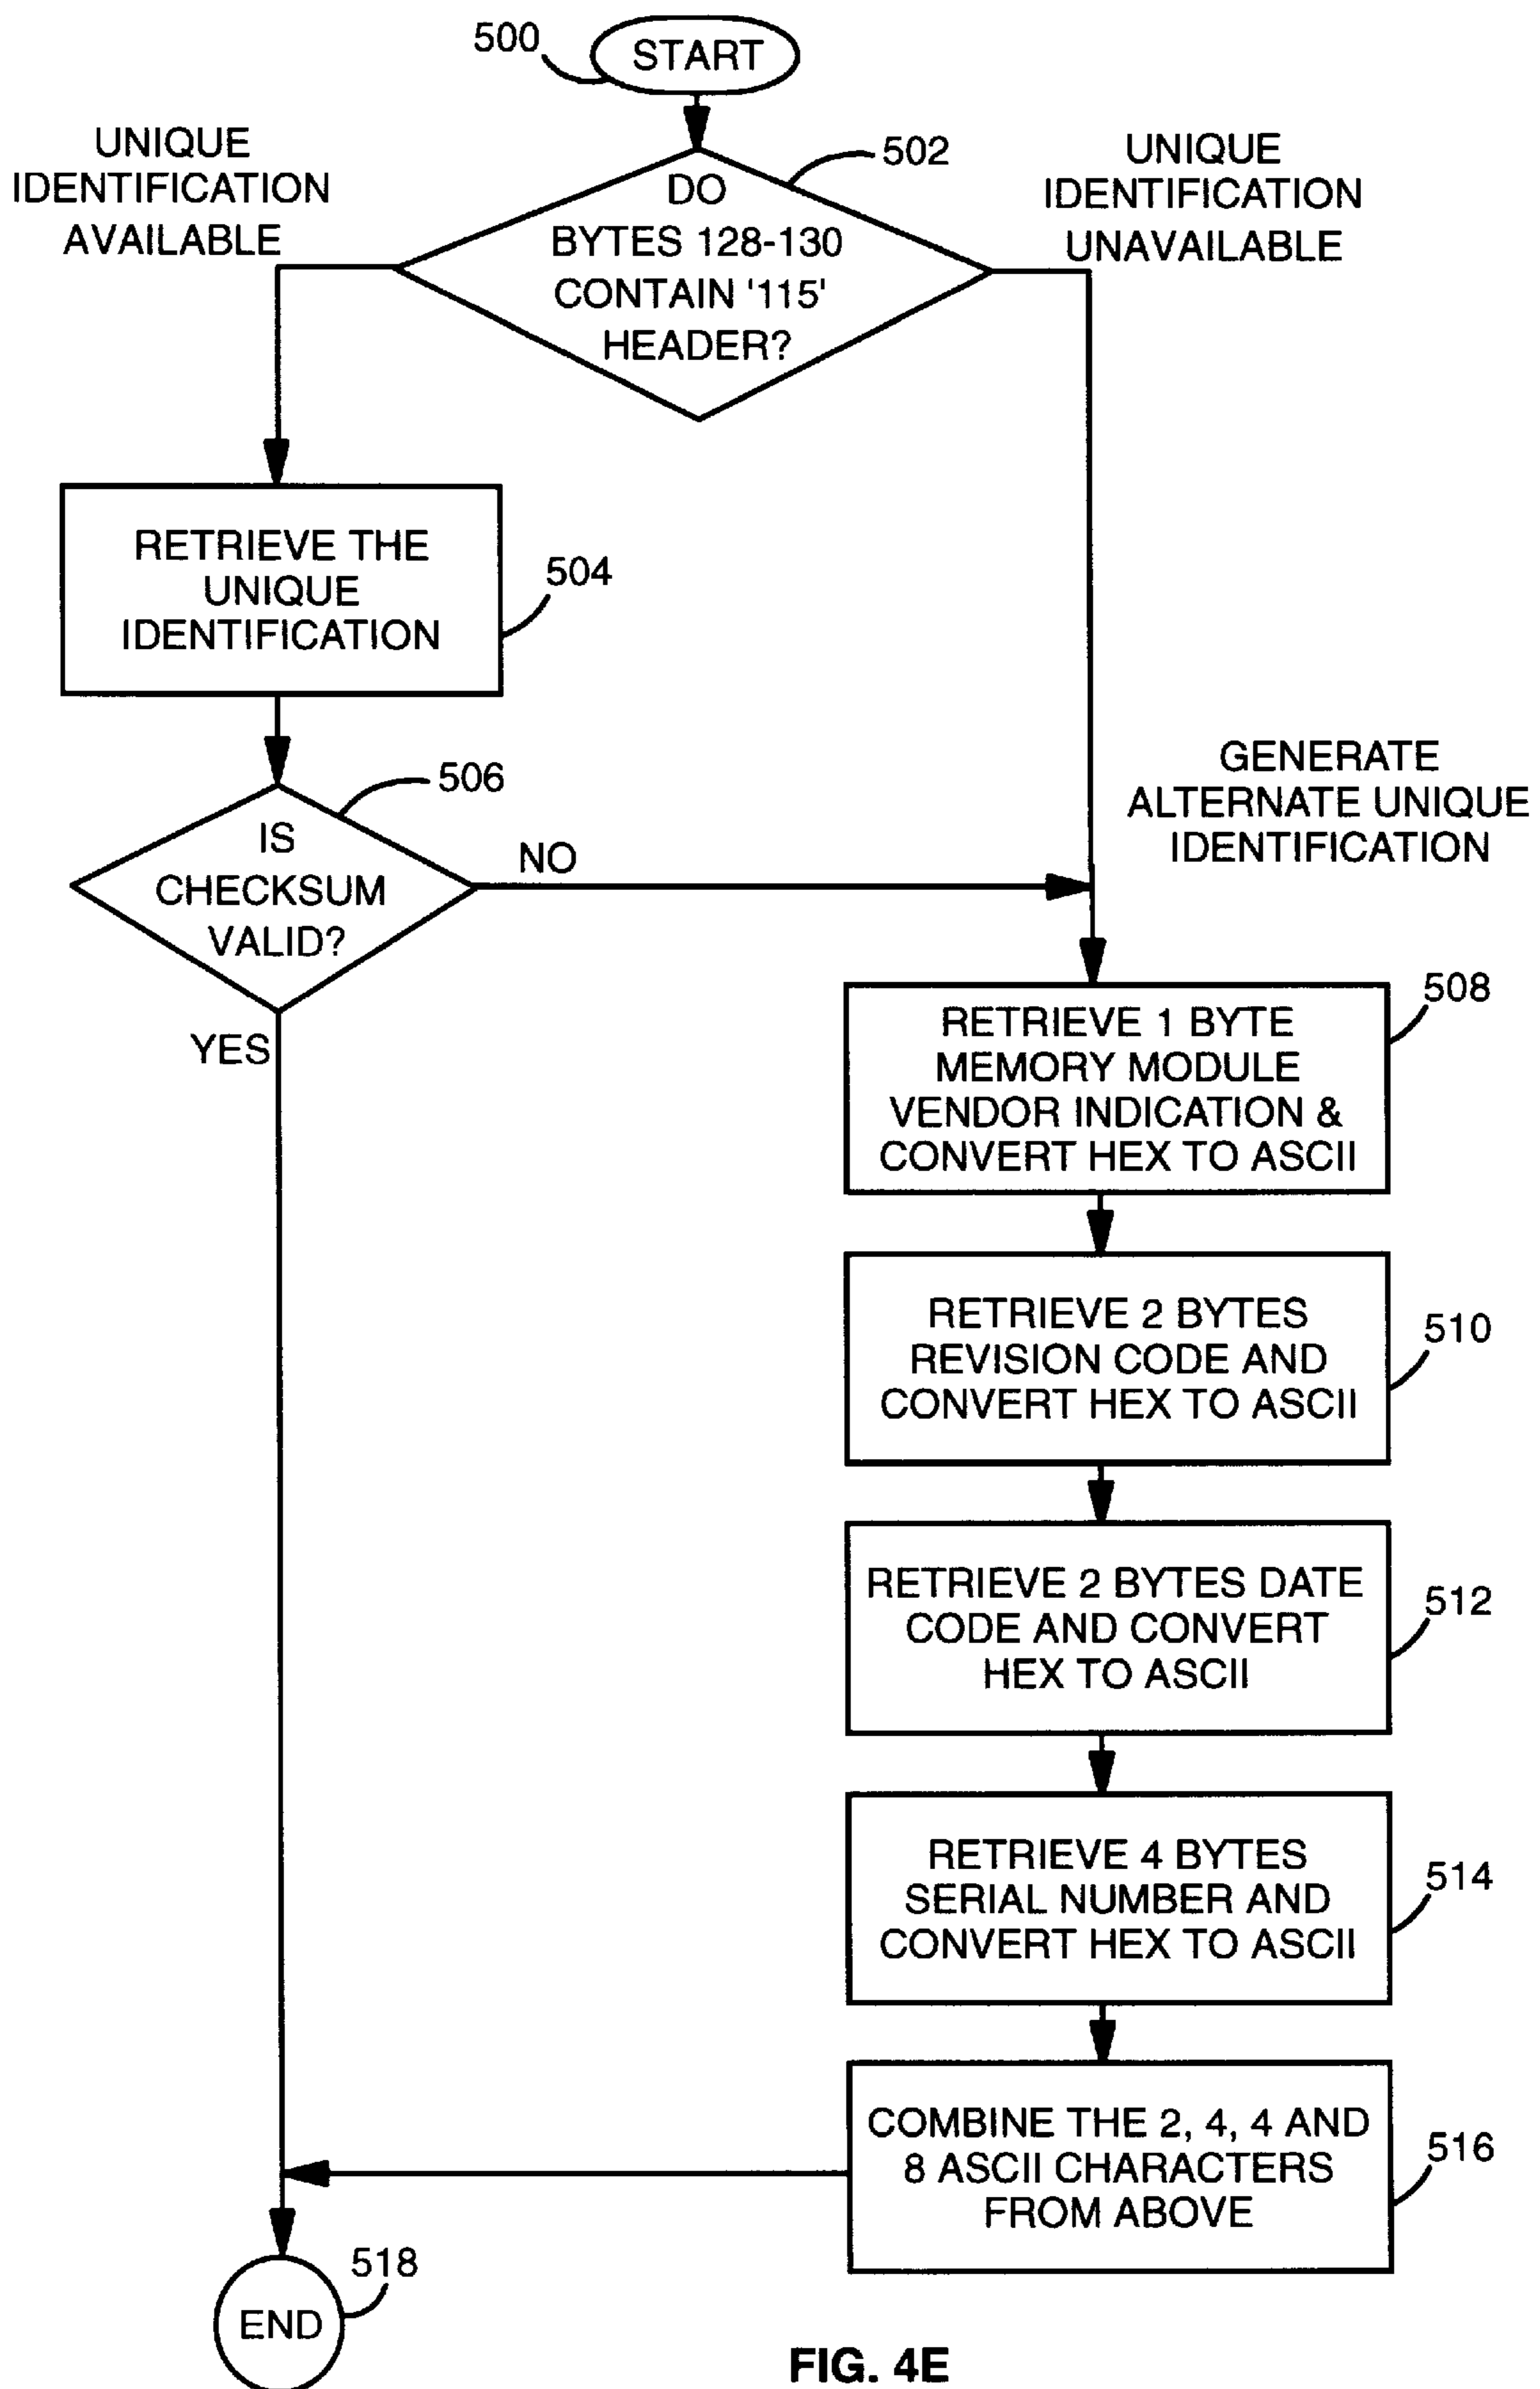 500
START
UNIQUE
IDENTIFICATION
AVAILABLE
502
DO
BYTES 128-130
CONTAIN '115'
HEADER?
UNIQUE
IDENTIFICATION
UNAVAILABLE
RETRIEVE THE
UNIQUE
IDENTIFICATION
504
506
IS
CHECKSUM
VALID?
NO
YES
GENERATE
ALTERNATE UNIQUE
IDENTIFICATION
508
RETRIEVE 1 BYTE
MEMORY MODULE
VENDOR INDICATION &
CONVERT HEX TO ASCII
RETRIEVE 2 BYTES
REVISION CODE AND
CONVERT HEX TO ASCII
510
RETRIEVE 2 BYTES DATE
CODE AND CONVERT
HEX TO ASCII
512
RETRIEVE 4 BYTES
SERIAL NUMBER AND
CONVERT HEX TO ASCII
514
COMBINE THE 2, 4, 4 AND
8 ASCII CHARACTERS
FROM ABOVE
516
518
END
FIG. 4E